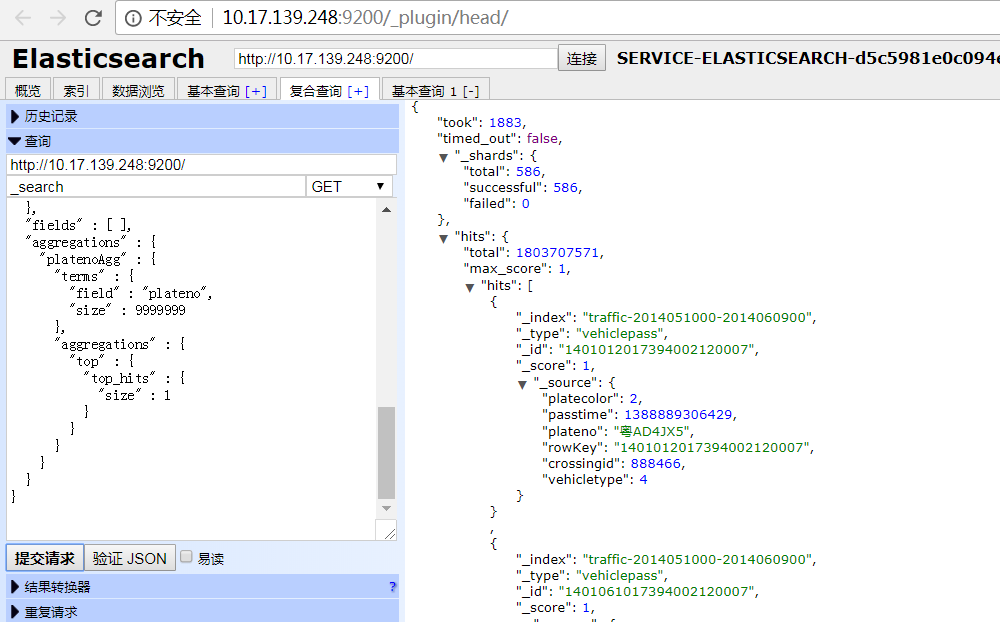 不安全 | 10.17.139.248:9200/_plugin/head/
Elasticsearch
http://10.17.139.248:9200/
连接
SERVICE-ELASTICSEARCH-d5c5981e0c094
概览 索引 数据浏览 基本查询 [+] 复合查询 [+] 基本查询 1 [-]
▶ 历史记录
▼ 查询
http://10.17.139.248:9200/
_search
GET ▼
},
"fields" : [ ],
"aggregations" : {
"platenoAgg" : {
"terms" : {
"field" : "plateno",
"size" : 9999999
},
"aggregations" : {
"top" : {
"top_hits" : {
"size" : 1
}
}
}
}
}
}
提交请求 验证 JSON 易读
▶ 结果转换器 ?
▶ 重复请求
{
"took": 1883,
"timed_out": false,
▼ "_shards": {
"total": 586,
"successful": 586,
"failed": 0
},
▼ "hits": {
"total": 1803707571,
"max_score": 1,
▼ "hits": [
{
"_index": "traffic-2014051000-2014060900",
"_type": "vehiclepass",
"_id": "1401012017394002120007",
"_score": 1,
▼ "_source": {
"platecolor": 2,
"passtime": 1388889306429,
"plateno": "粤AD4JX5",
"rowKey": "1401012017394002120007",
"crossingid": 888466,
"vehicletype": 4
}
}
,
{
"_index": "traffic-2014051000-2014060900",
"_type": "vehiclepass",
"_id": "1401061017394002120007",
"_score": 1,